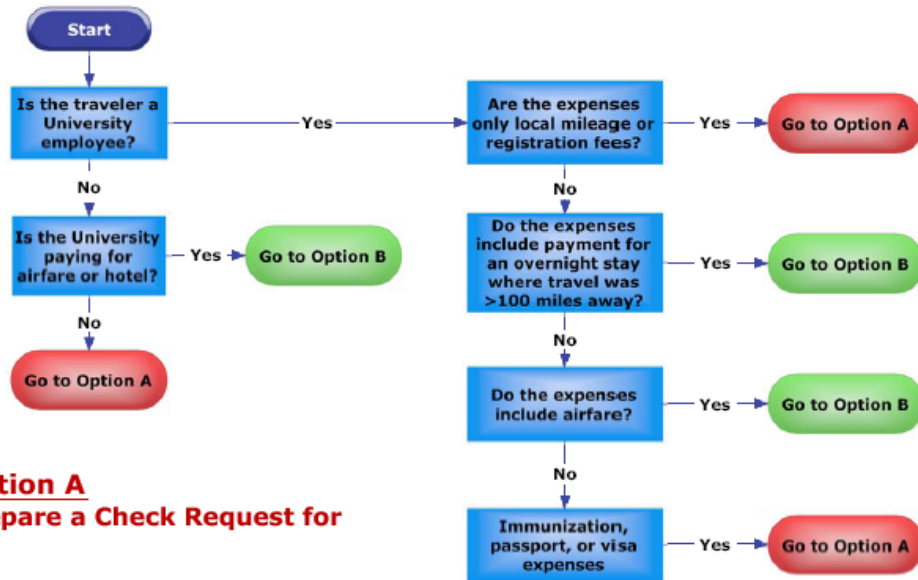 Start
Is the traveler a
University
employee?
Yes
Are the expenses
only local mileage or
registration fees?
Yes
Go to Option A
No
No
Is the University
paying for
airfare or hotel?
Yes
Go to Option B
Do the expenses
include payment for
an overnight stay
where travel was
>100 miles away?
Yes
Go to Option B
No
No
Go to Option A
Do the expenses
include airfare?
Yes
Go to Option B
No
tion A
epare a Check Request for
Immunization,
passport, or visa
expenses
Yes
Go to Option A